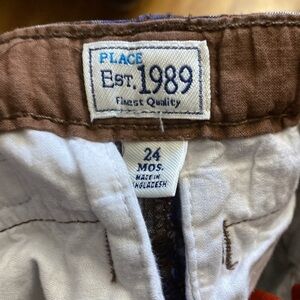 PLACE
EST. 1989
Finest Quality
24
MOS.
MADE IN
BANGLADESH